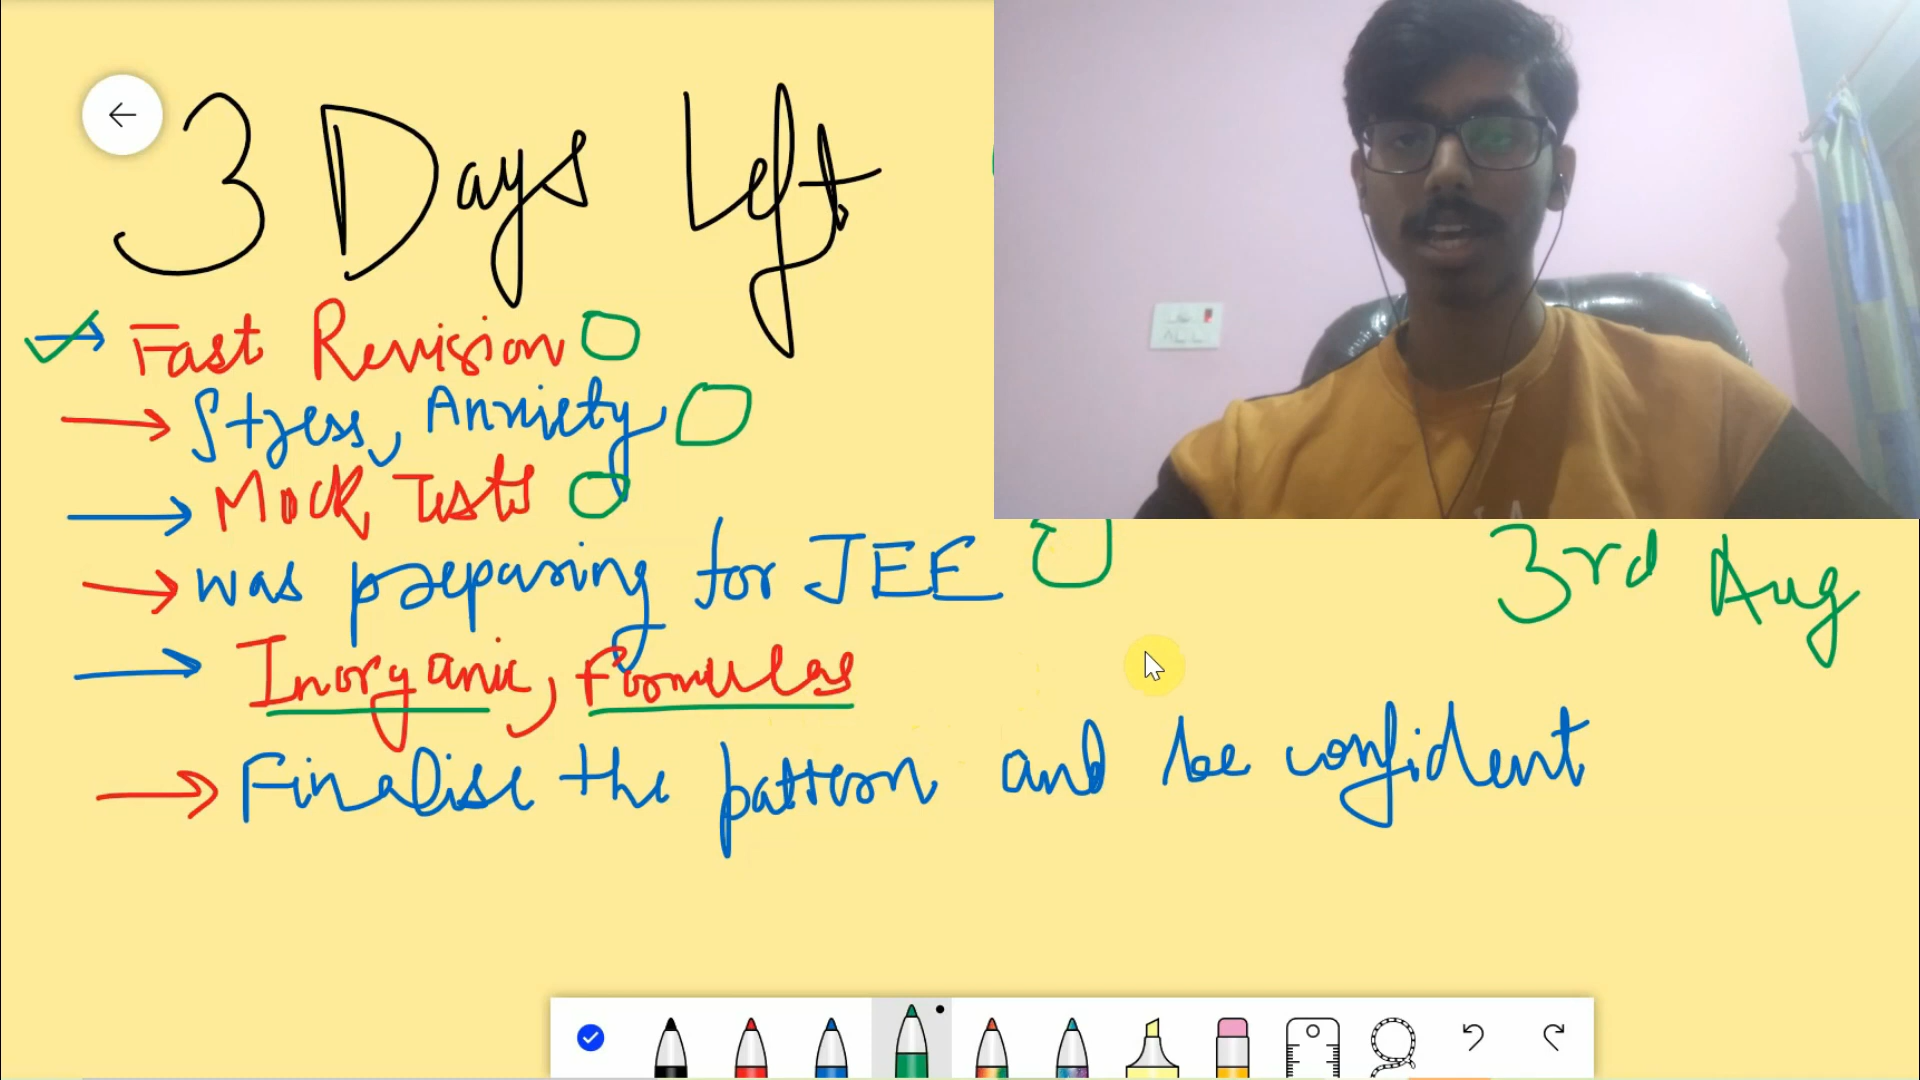 3 Days Left
Fast Revision
Stress, Anxiety
Mock Tests
was preparing for JEE
3rd Aug
Inorganic, Formulas
Finalise the pattern and be confident